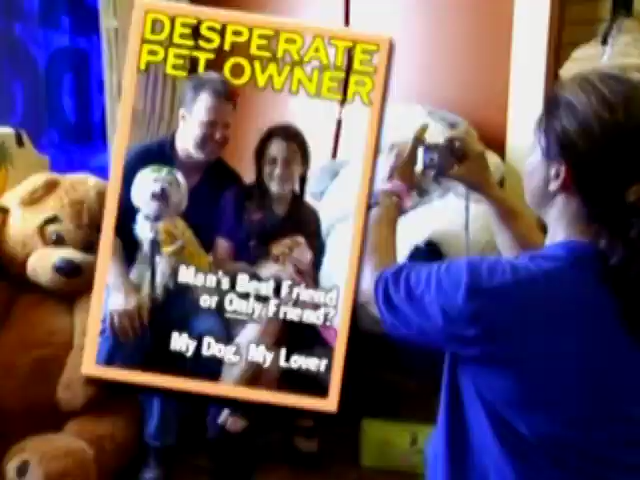 DESPERATE
PET OWNER
Man's Best Friend
or Only Friend?
My Dog, My Lover